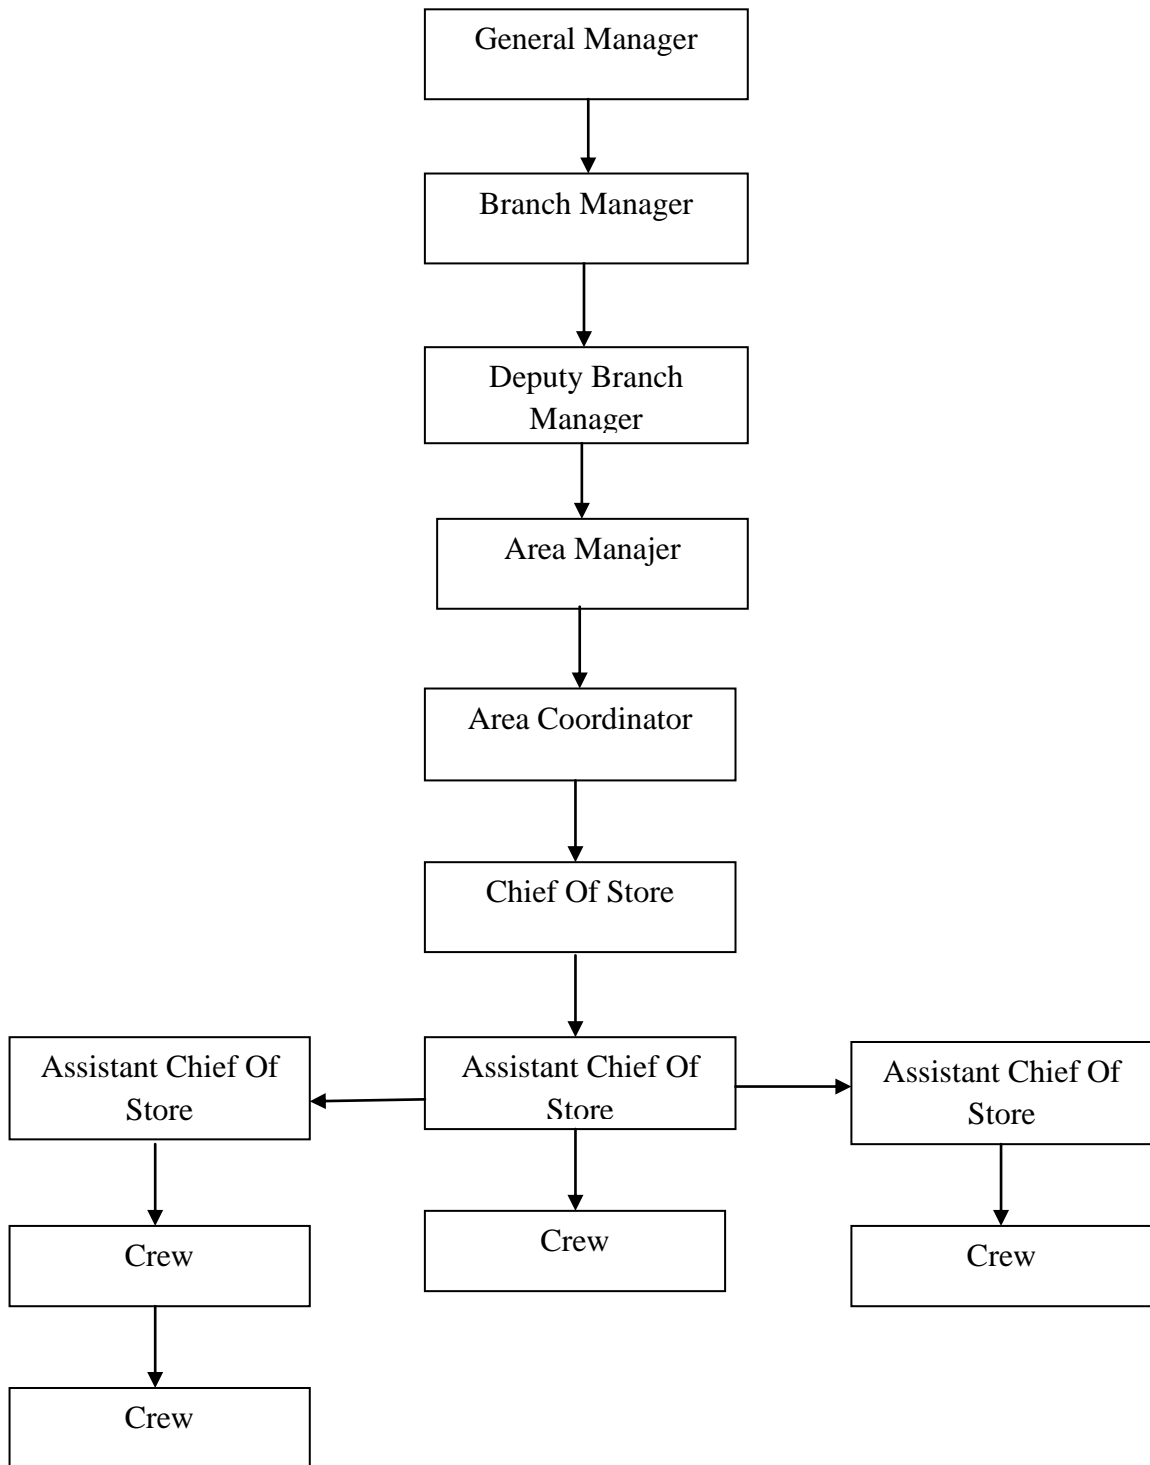 General Manager
Branch Manager
Deputy Branch
Manager
Area Manajer
Area Coordinator
Chief Of Store
Assistant Chief Of
Store
Assistant Chief Of
Store
Assistant Chief Of
Store
Crew
Crew
Crew
Crew